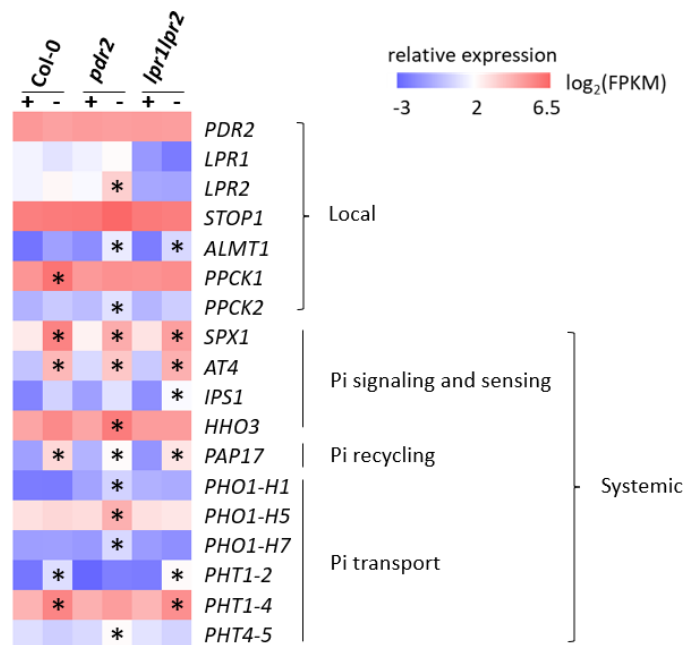 Col-0 pdr2 lpr1lpr2
+ - + - + -
relative expression
log2(FPKM)
-3 2 6.5
PDR2
LPR1
LPR2 *
STOP1
ALMT1 * *
PPCK1 *
PPCK2 *
SPX1 * * *
AT4 * * *
IPS1 *
HHO3 *
PAP17 * * *
PHO1-H1 *
PHO1-H5 *
PHO1-H7 *
PHT1-2 * *
PHT1-4 * *
PHT4-5 *
Local
Pi signaling and sensing
Pi recycling
Systemic
Pi transport